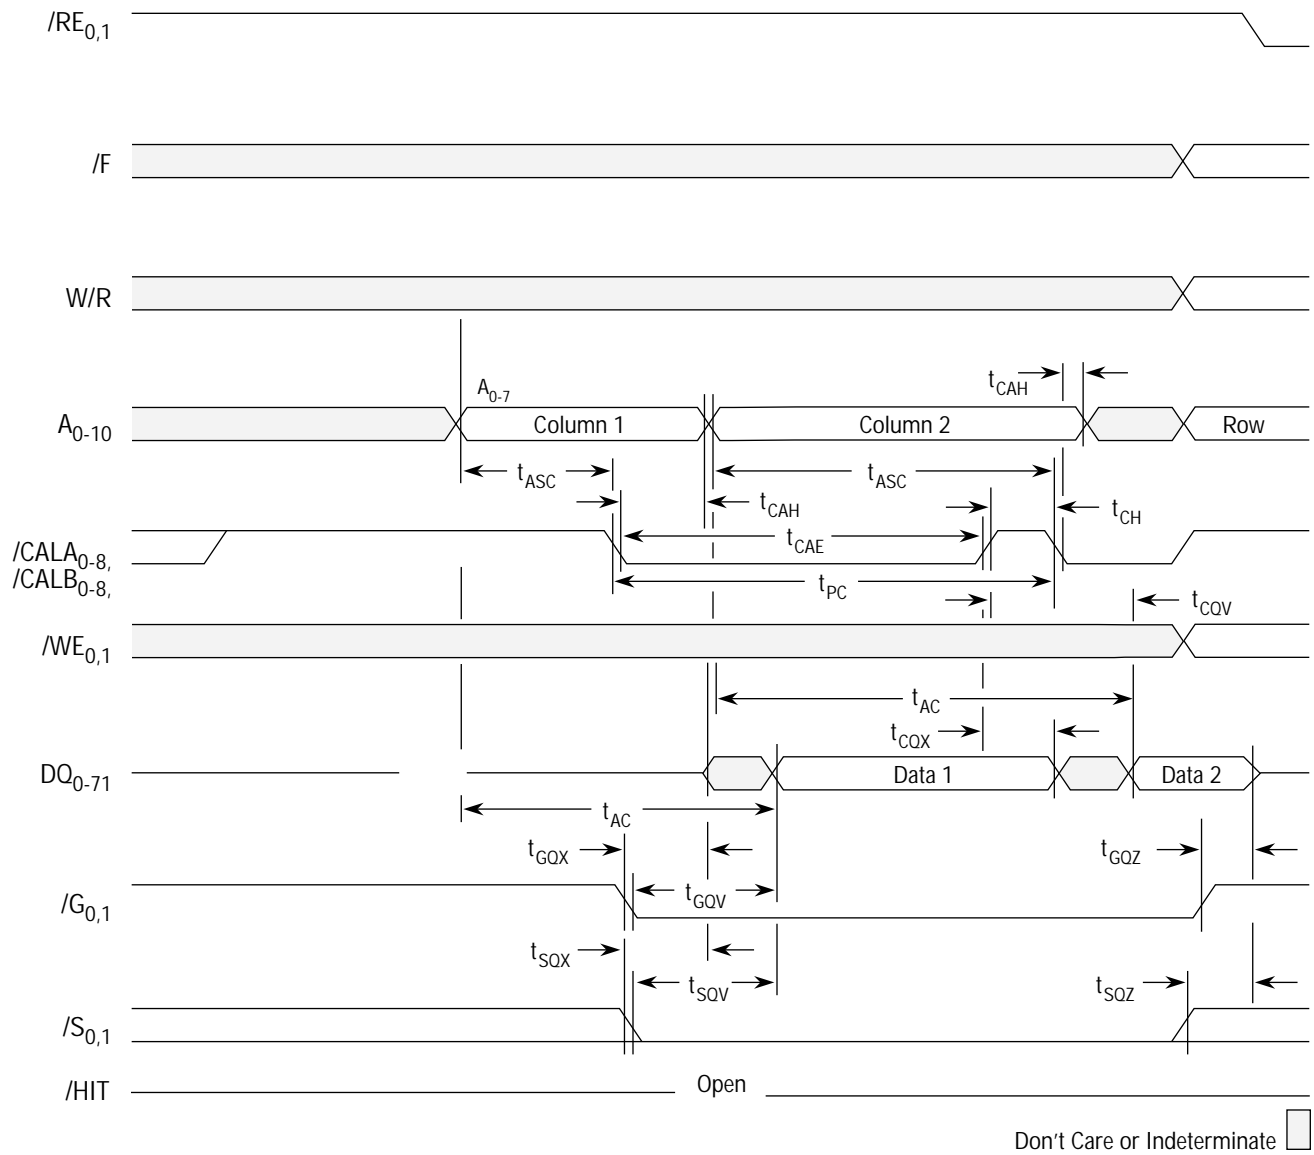 /RE0,1
/F
W/R
tCAH
A0-7
A0-10 Column 1 Column 2 Row
tASC tASC
tCAH tCH
/CALA0-8,
/CALB0-8,
tCAE
tPC
tCQV
/WE0,1
tAC
tCQX
DQ0-71 Data 1 Data 2
tAC
tGQX tGQZ
/G0,1 tGQV
tSQX
tSQV tSQZ
/S0,1
/HIT Open
Don't Care or Indeterminate